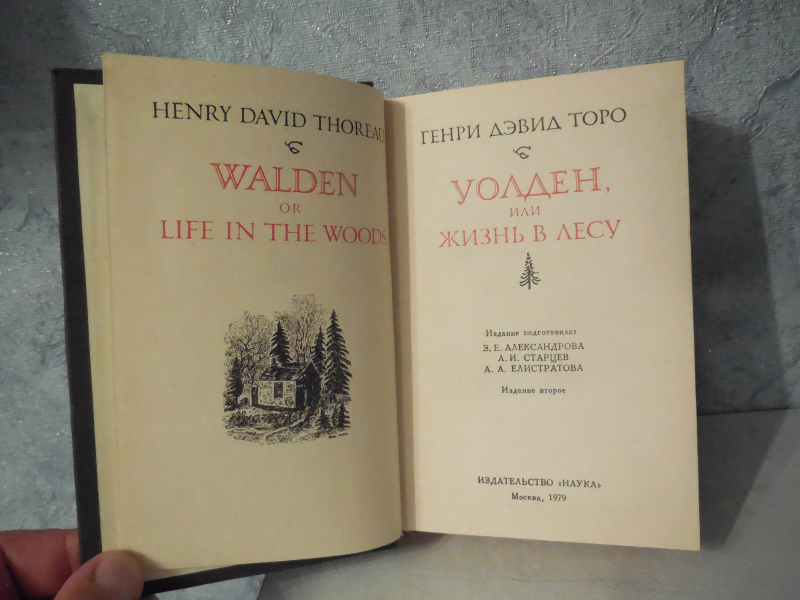 HENRY DAVID THOREAU
WALDEN
OR
LIFE IN THE WOODS
ГЕНРИ ДЭВИД ТОРО
УОЛДЕН,
ИЛИ
ЖИЗНЬ В ЛЕСУ
Издание подготовили:
З. Е. АЛЕКСАНДРОВА
А. И. СТАРЦЕВ
А. А. ЕЛИСТРАТОВА
Издание второе
ИЗДАТЕЛЬСТВО «НАУКА»
Москва, 1979